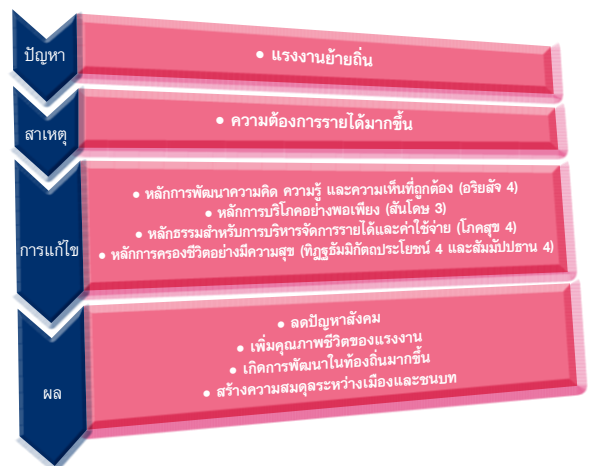 ปัญหา
• แรงงานย้ายถิ่น
สาเหตุ
• ความต้องการรายได้มากขึ้น
การแก้ไข
• หลักการพัฒนาความคิด ความรู้ และความเห็นที่ถูกต้อง (อริยสัจ 4)
• หลักการบริโภคอย่างพอเพียง (สันโดษ 3)
• หลักธรรมสำหรับการบริหารจัดการรายได้และค่าใช้จ่าย (โภคสุข 4)
• หลักการครองชีวิตอย่างมีความสุข (ทิฏฐธัมมิกัตถประโยชน์ 4 และสัมมัปปธาน 4)
ผล
• ลดปัญหาสังคม
• เพิ่มคุณภาพชีวิตของแรงงาน
• เกิดการพัฒนาในท้องถิ่นมากขึ้น
• สร้างความสมดุลระหว่างเมืองและชนบท